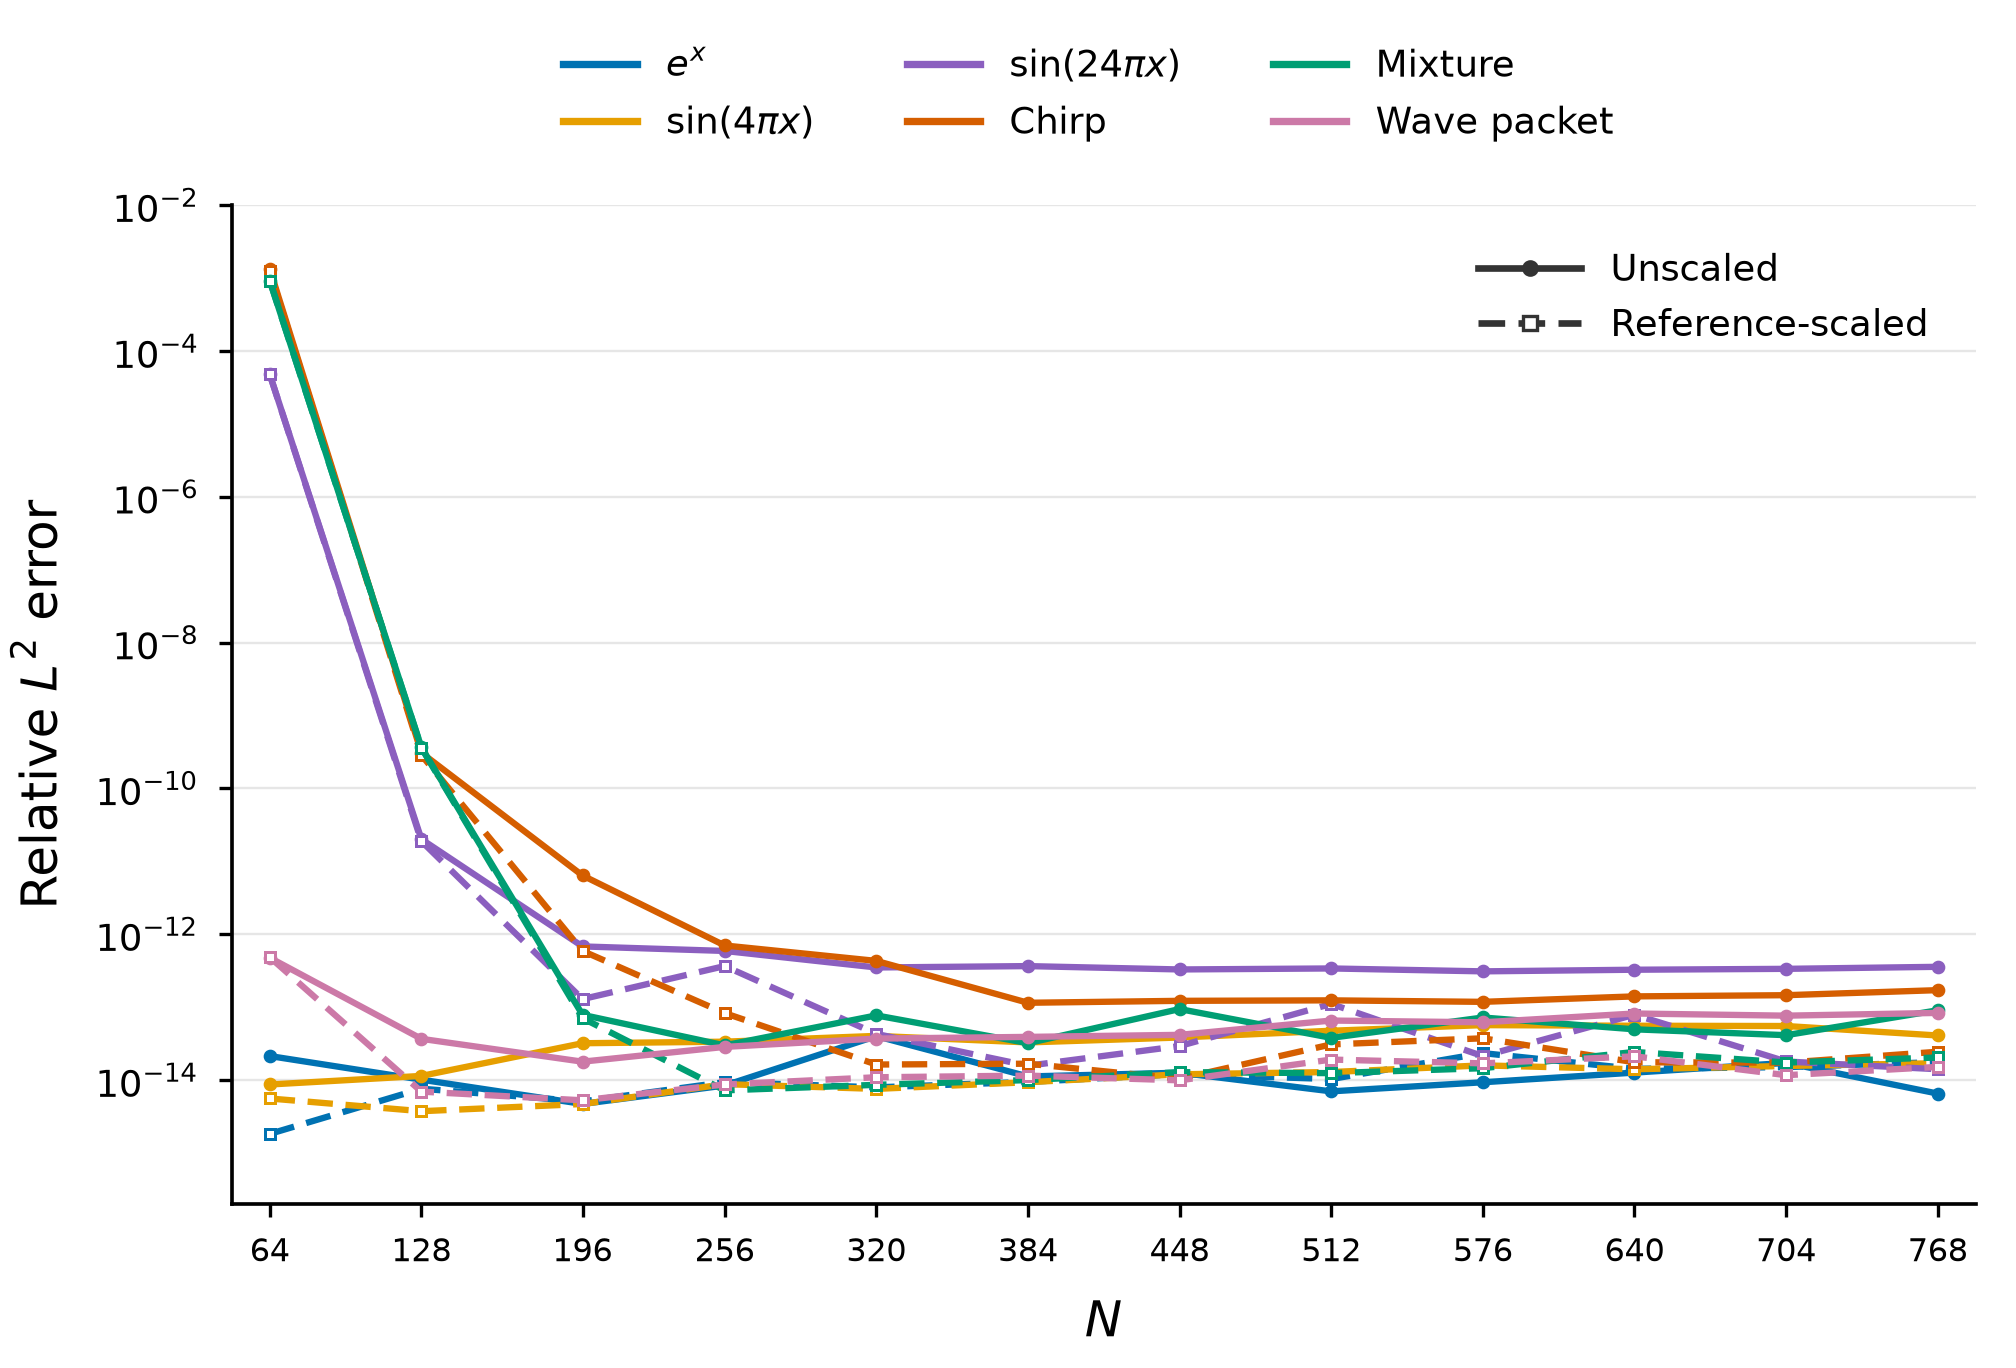 e^x sin(24πx) Mixture
sin(4πx) Chirp Wave packet
10^−2
Unscaled
Reference-scaled
10^−4
10^−6
10^−8
10^−10
10^−12
10^−14
Relative L^2 error
64 128 196 256 320 384 448 512 576 640 704 768
N